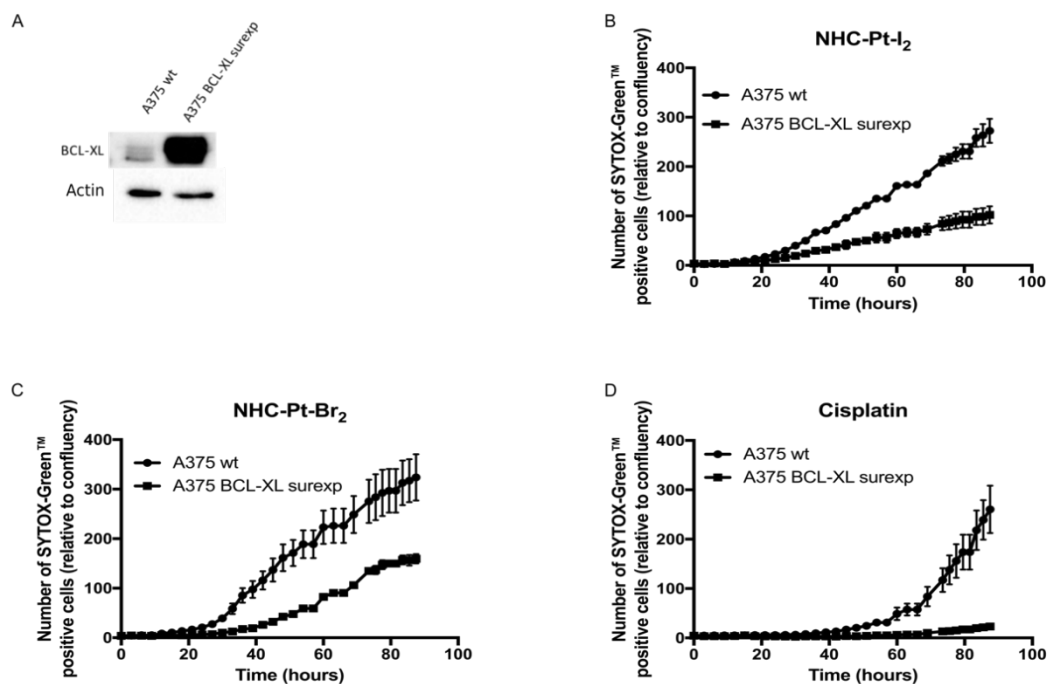 A
A375 wt
A375 BCL-XL surexp
BCL-XL
Actin
B
NHC-Pt-I₂
Number of SYTOX-Green™
positive cells (relative to confluency)
400
300
200
100
0
A375 wt
A375 BCL-XL surexp
0 20 40 60 80 100
Time (hours)
C
NHC-Pt-Br₂
Number of SYTOX-Green™
positive cells (relative to confluency)
400
300
200
100
0
A375 wt
A375 BCL-XL surexp
0 20 40 60 80 100
Time (hours)
D
Cisplatin
Number of SYTOX-Green™
positive cells (relative to confluency)
400
300
200
100
0
A375 wt
A375 BCL-XL surexp
0 20 40 60 80 100
Time (hours)